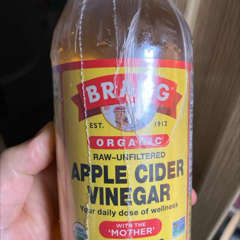 BRAGG
EST. 1912
ORGANIC
RAW-UNFILTERED
APPLE CIDER
VINEGAR
Your daily dose of wellness
WITH THE
'MOTHER'